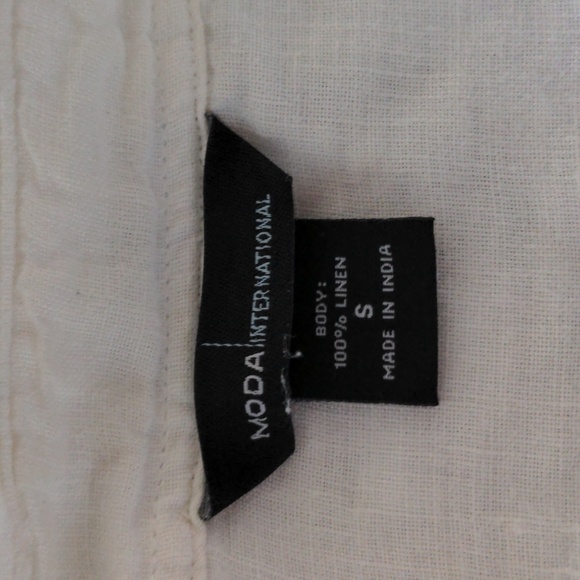 MODA INTERNATIONAL
BODY:
100% LINEN
S
MADE IN INDIA